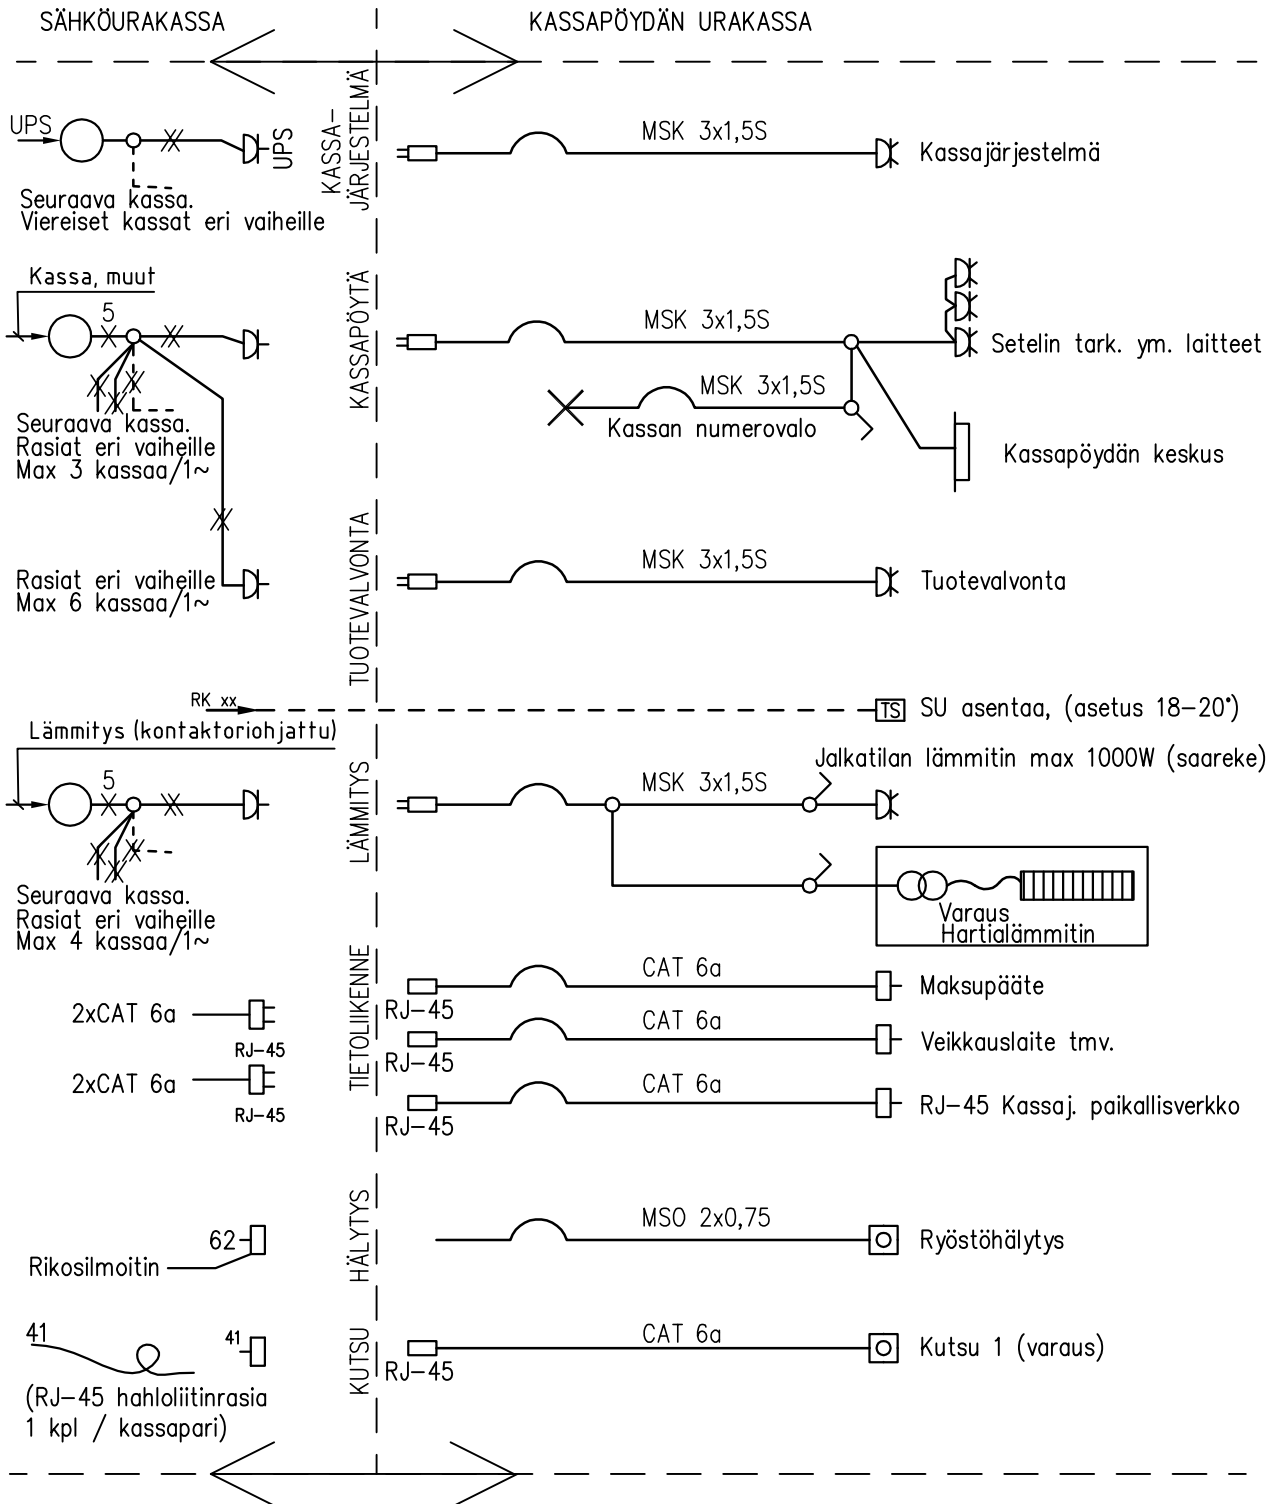 SÄHKÖURAKASSA
KASSAPÖYDÄN URAKASSA
UPS
UPS
Seuraava kassa.
Viereiset kassat eri vaiheille
KASSA-
JÄRJESTELMÄ
MSK 3x1,5S
Kassajärjestelmä
Kassa, muut
5
Seuraava kassa.
Rasiat eri vaiheille
Max 3 kassaa/1~
KASSAPÖYTÄ
MSK 3x1,5S
Setelin tark. ym. laitteet
MSK 3x1,5S
Kassan numerovalo
Kassapöydän keskus
Rasiat eri vaiheille
Max 6 kassaa/1~
TUOTEVALVONTA
MSK 3x1,5S
Tuotevalvonta
RK xx
TS
SU asentaa, (asetus 18-20°)
Lämmitys (kontaktoriohjattu)
5
Seuraava kassa.
Rasiat eri vaiheille
Max 4 kassaa/1~
LÄMMITYS
MSK 3x1,5S
Jalkatilan lämmitin max 1000W (saareke)
Varaus
Hartialämmitin
2xCAT 6a
RJ-45
2xCAT 6a
RJ-45
TIETOLIIKENNE
RJ-45
CAT 6a
Maksupääte
RJ-45
CAT 6a
Veikkauslaite tmv.
RJ-45
CAT 6a
RJ-45 Kassaj. paikallisverkko
62
Rikosilmoitin
HÄLYTYS
MSO 2x0,75
Ryöstöhälytys
41
41
(RJ-45 hahloliitinrasia
1 kpl / kassapari)
KUTSU
RJ-45
CAT 6a
Kutsu 1 (varaus)